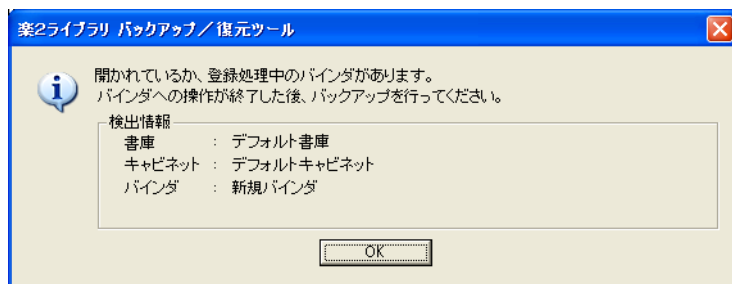 楽2ライブラリ バックアップ／復元ツール
開かれているか、登録処理中のバインダがあります。
バインダへの操作が終了した後、バックアップを行ってください。
検出情報
書庫 : デフォルト書庫
キャビネット : デフォルトキャビネット
バインダ : 新規バインダ
OK